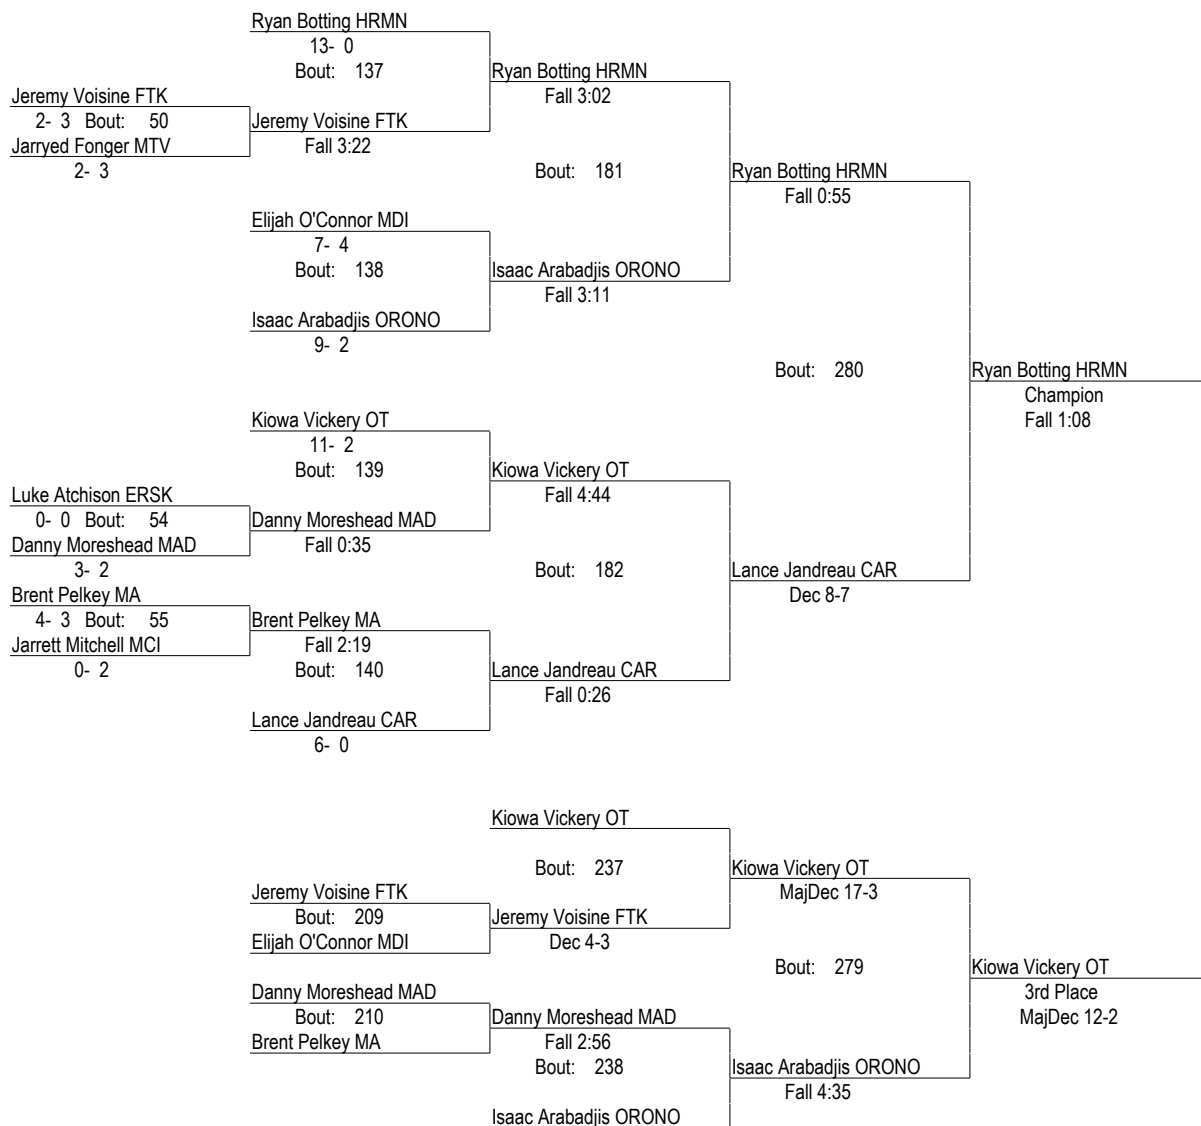 Ryan Botting HRMN
13- 0
Bout: 137
Ryan Botting HRMN
Fall 3:02
Jeremy Voisine FTK
2- 3 Bout: 50
Jeremy Voisine FTK
Fall 3:22
Jarryed Fonger MTV
2- 3
Bout: 181
Ryan Botting HRMN
Fall 0:55
Elijah O'Connor MDI
7- 4
Bout: 138
Isaac Arabadjis ORONO
Fall 3:11
Isaac Arabadjis ORONO
9- 2
Bout: 280
Ryan Botting HRMN
Champion
Fall 1:08
Kiowa Vickery OT
11- 2
Bout: 139
Kiowa Vickery OT
Fall 4:44
Luke Atchison ERSK
0- 0 Bout: 54
Danny Moreshead MAD
Fall 0:35
Danny Moreshead MAD
3- 2
Bout: 182
Lance Jandreau CAR
Dec 8-7
Brent Pelkey MA
4- 3 Bout: 55
Brent Pelkey MA
Fall 2:19
Jarrett Mitchell MCI
0- 2
Bout: 140
Lance Jandreau CAR
Fall 0:26
Lance Jandreau CAR
6- 0
Kiowa Vickery OT
Bout: 237
Kiowa Vickery OT
MajDec 17-3
Jeremy Voisine FTK
Bout: 209
Jeremy Voisine FTK
Dec 4-3
Elijah O'Connor MDI
Bout: 279
Kiowa Vickery OT
3rd Place
MajDec 12-2
Danny Moreshead MAD
Bout: 210
Danny Moreshead MAD
Fall 2:56
Brent Pelkey MA
Bout: 238
Isaac Arabadjis ORONO
Fall 4:35
Isaac Arabadjis ORONO